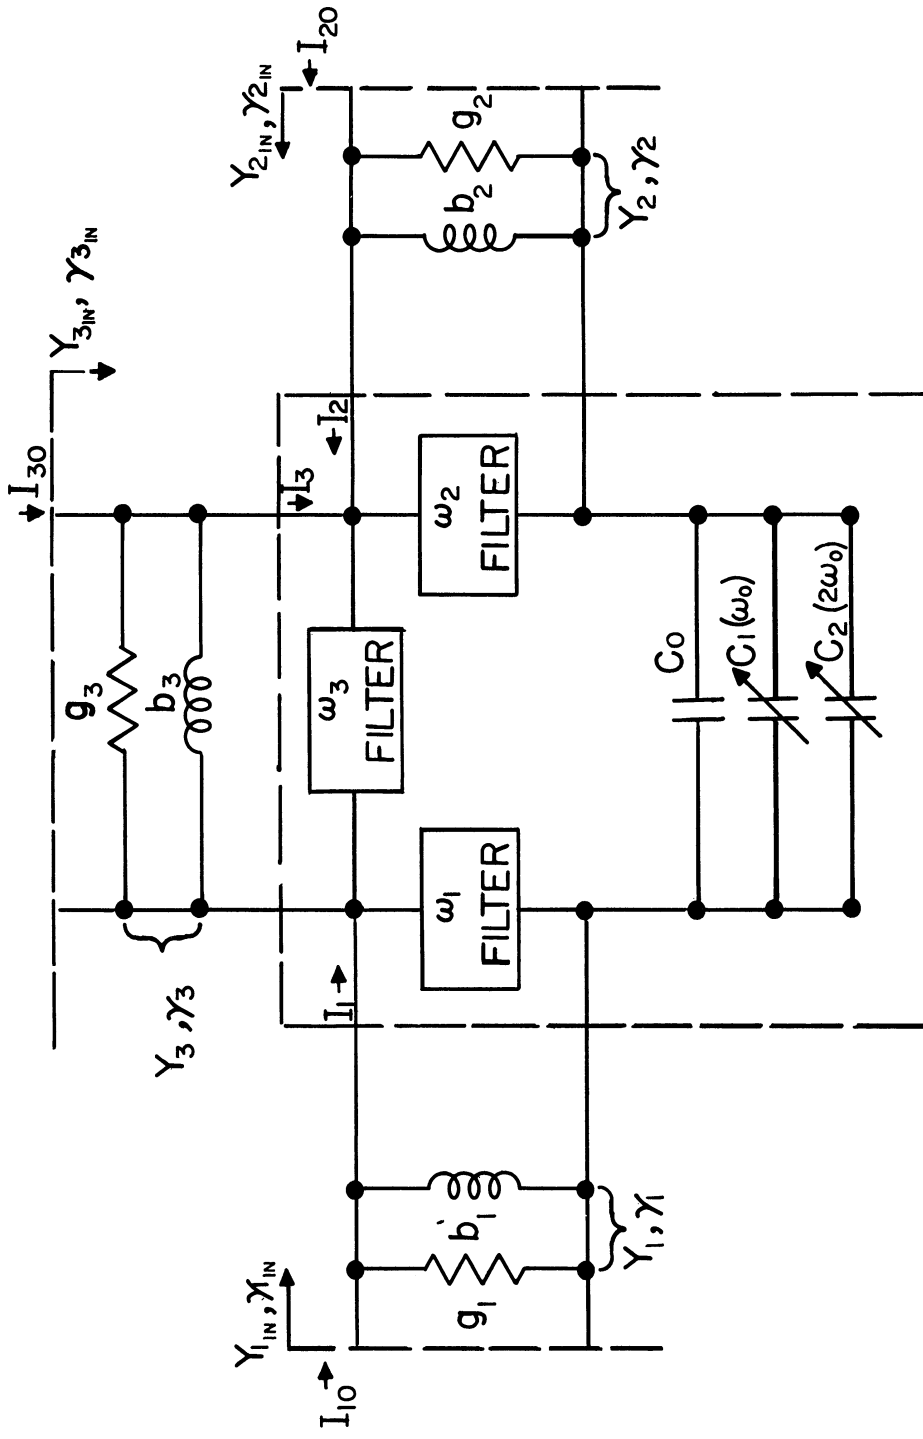 I₃₀
Y₃IN, γ₃IN
g₃
b₃
Y₃, γ₃
I₂₀
Y₂IN, γ₂IN
I₃
I₂
I₁
ω₃
FILTER
ω₁
FILTER
ω₂
FILTER
b₂
g₂
Y₂, γ₂
Y₁IN, γ₁IN
I₁₀
g₁
b₁
Y₁, γ₁
C₀
C₁(ω₀)
C₂(2ω₀)